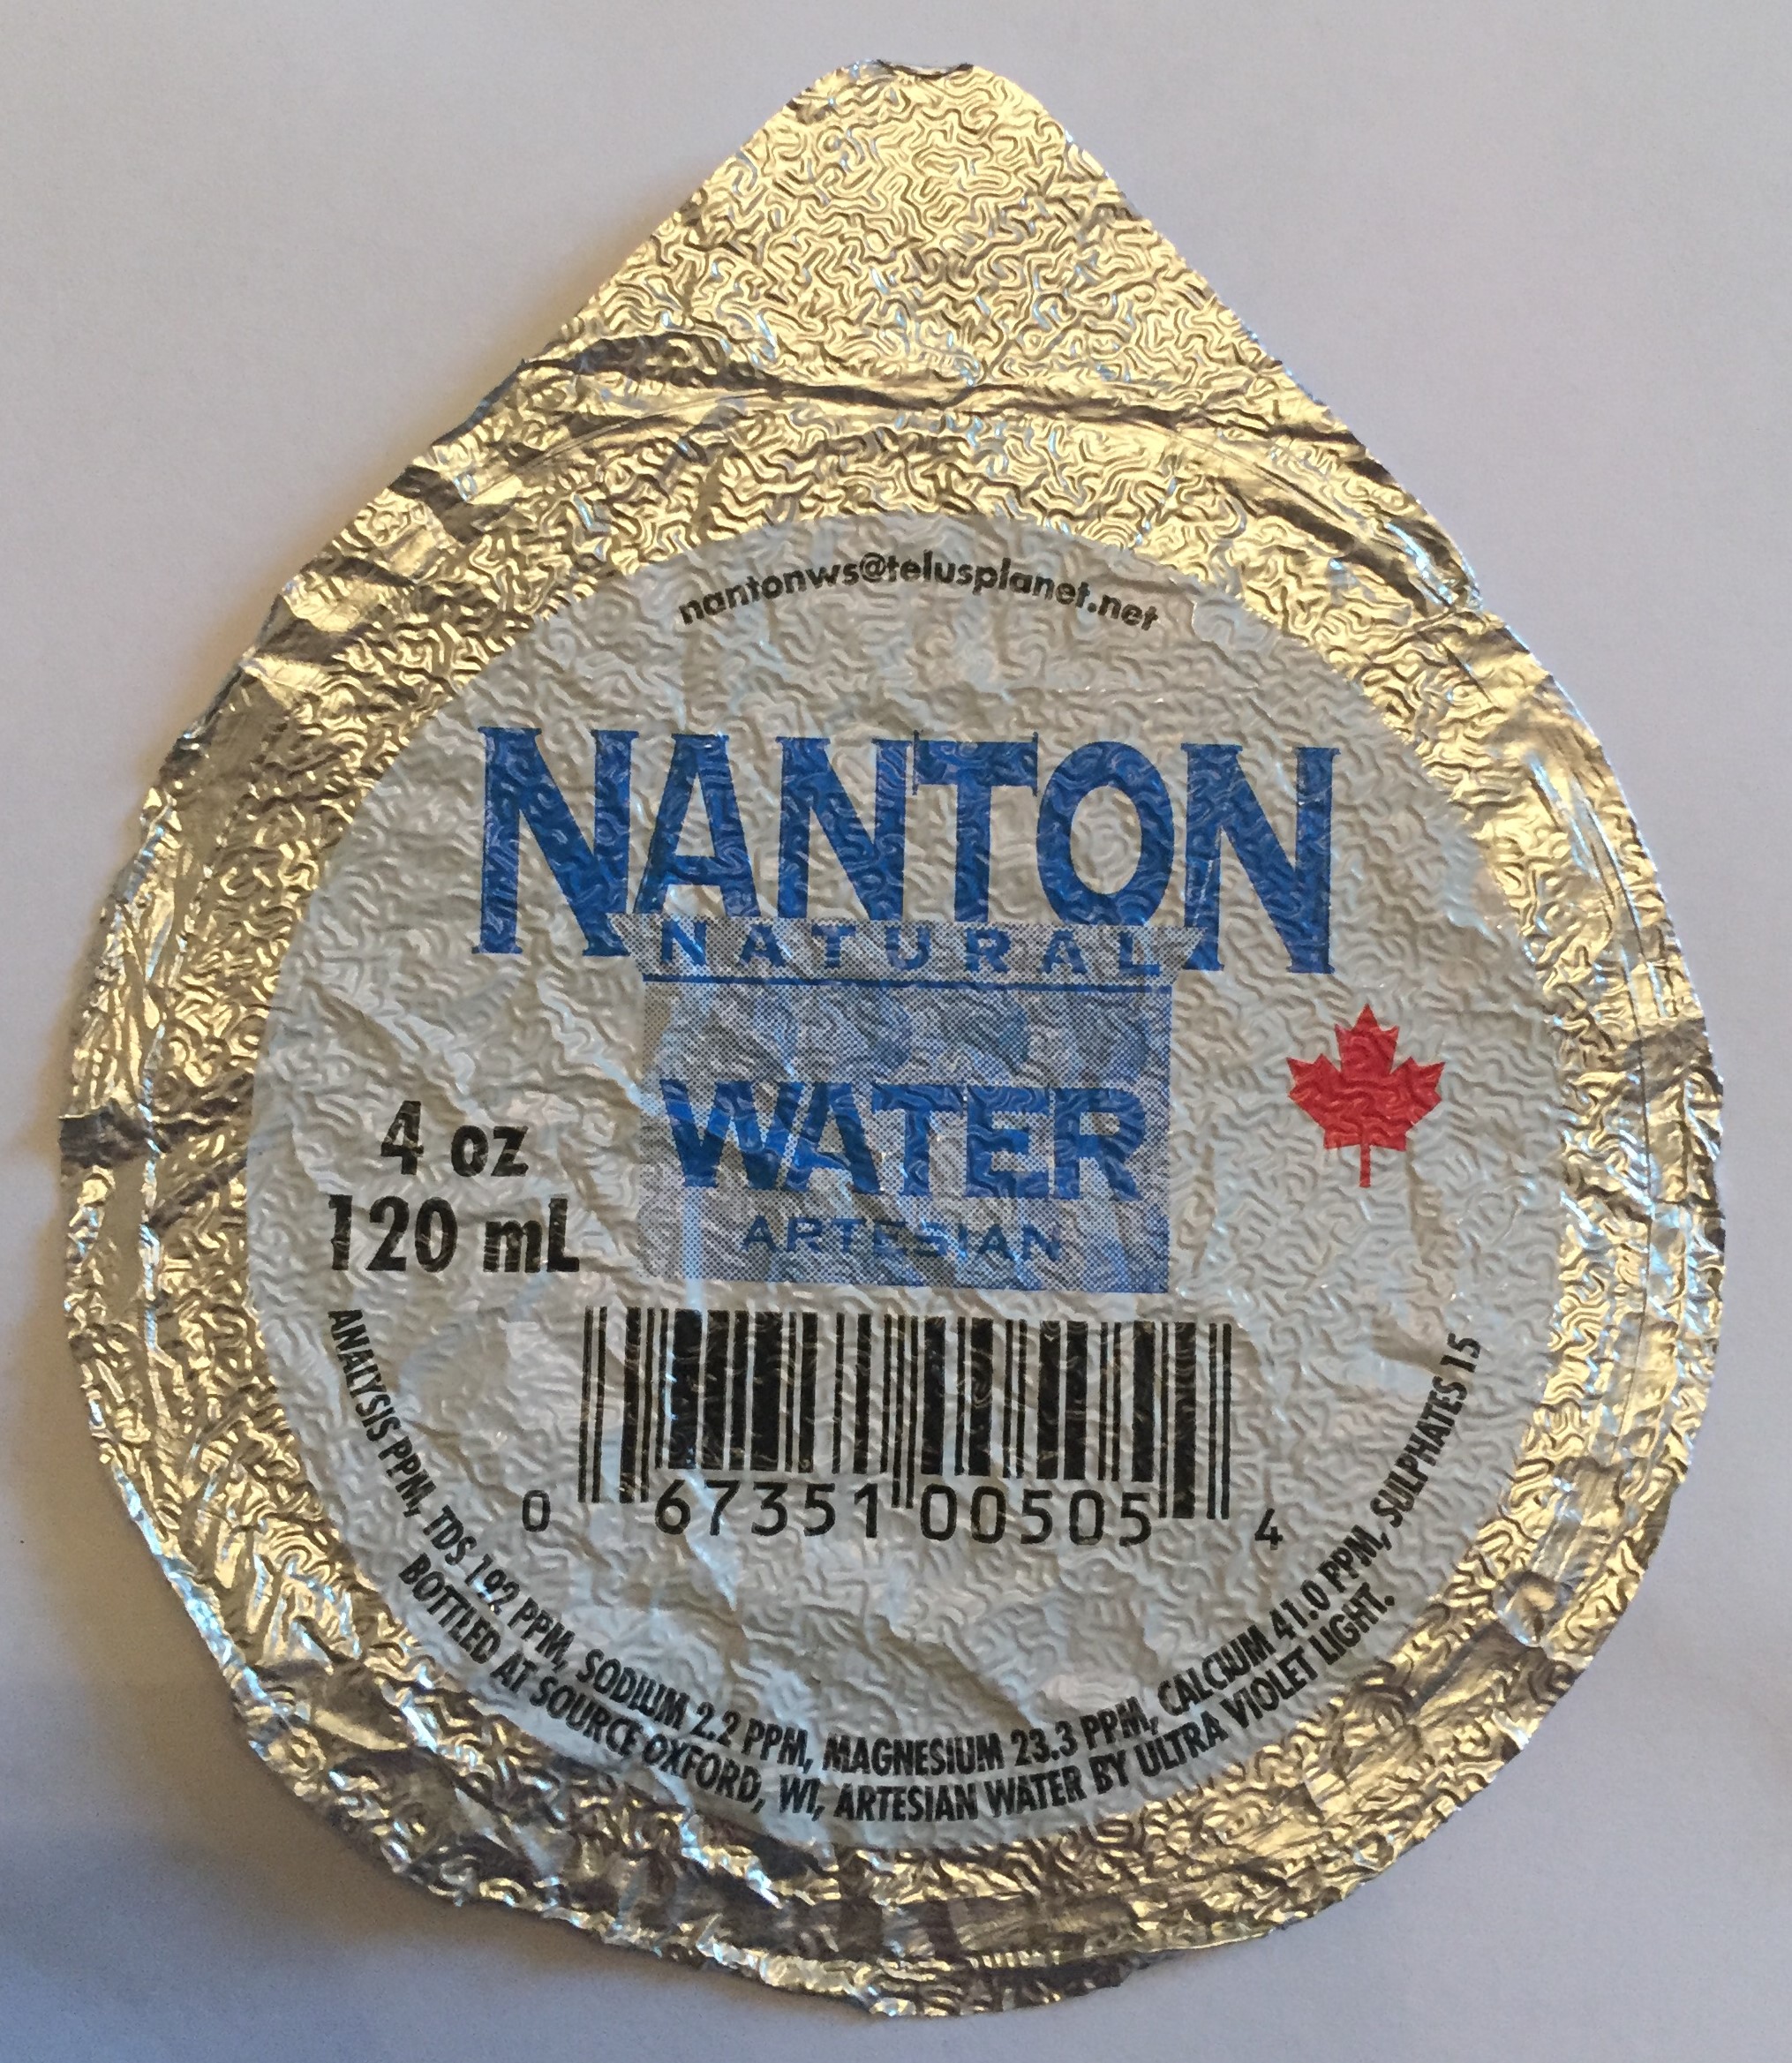 nantonws@telusplanet.net
NANTON
NATURAL
WATER
ARTESIAN
4 oz
120 mL
0 67351 00505 4
ANALYSIS PPM, TDS 192 PPM, SODIUM 2.2 PPM, MAGNESIUM 23.3 PPM, CALCIUM 41.0 PPM, SULPHATES 15
BOTTLED AT SOURCE OXFORD, WI, ARTESIAN WATER BY ULTRA VIOLET LIGHT.